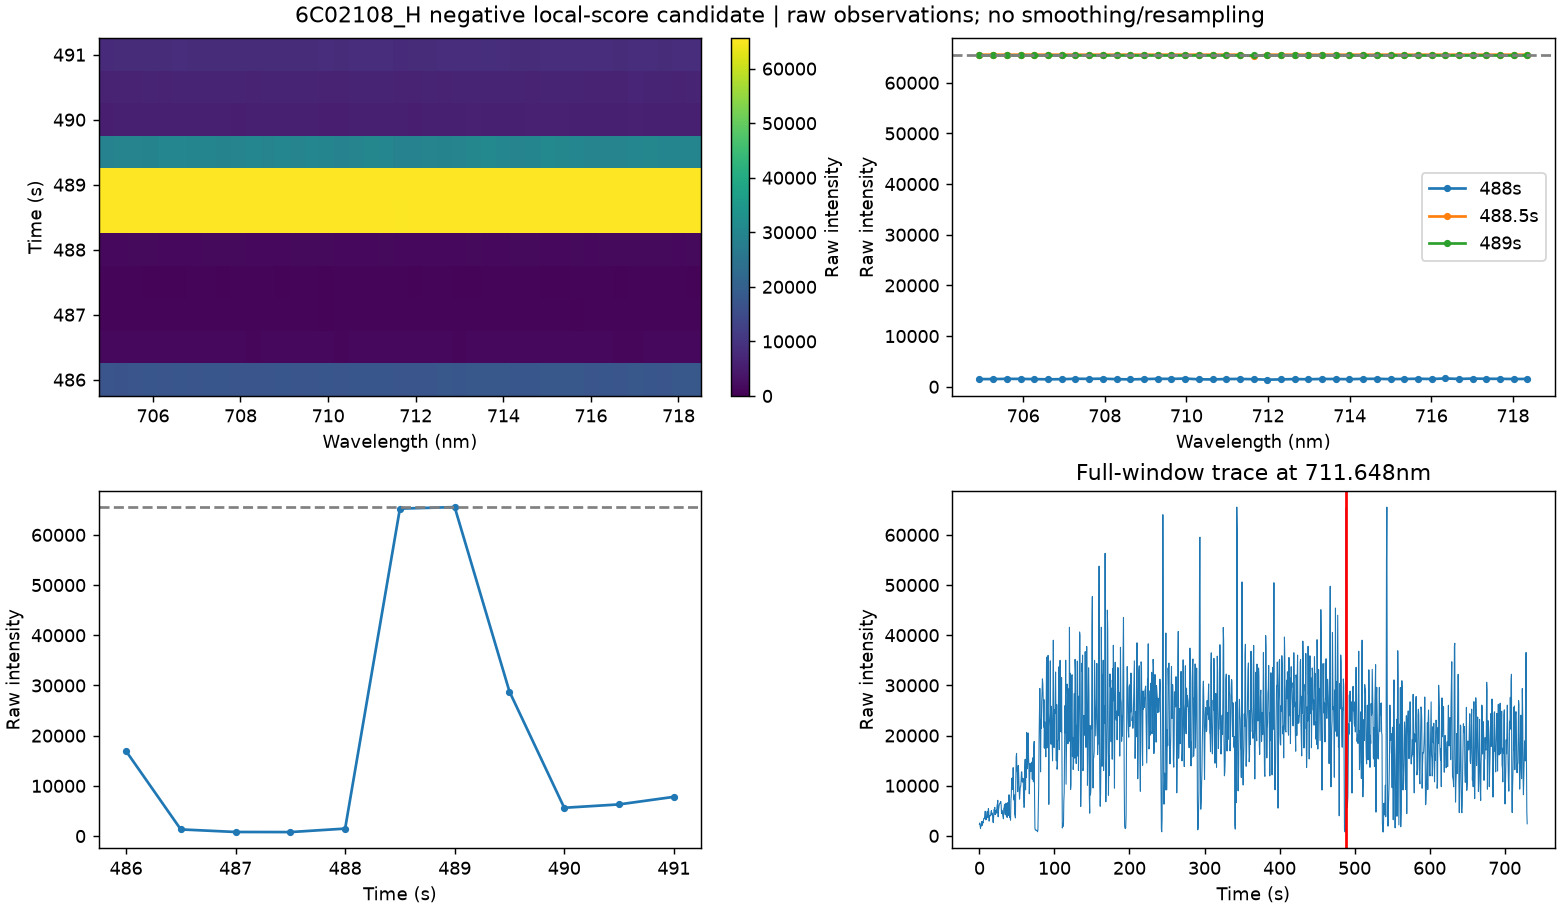 6C02108_H negative local-score candidate | raw observations; no smoothing/resampling
491
490
489
488
487
486
Time (s)
706 708 710 712 714 716 718
Wavelength (nm)
60000
50000
40000
30000
20000
10000
0
Raw intensity
60000
50000
40000
30000
20000
10000
0
Raw intensity
488s
488.5s
489s
706 708 710 712 714 716 718
Wavelength (nm)
60000
50000
40000
30000
20000
10000
0
Raw intensity
486 487 488 489 490 491
Time (s)
Full-window trace at 711.648nm
60000
50000
40000
30000
20000
10000
0
Raw intensity
0 100 200 300 400 500 600 700
Time (s)